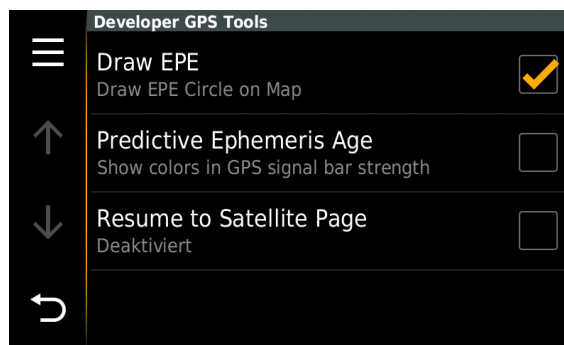 Developer GPS Tools
Draw EPE
Draw EPE Circle on Map
Predictive Ephemeris Age
Show colors in GPS signal bar strength
Resume to Satellite Page
Deaktiviert